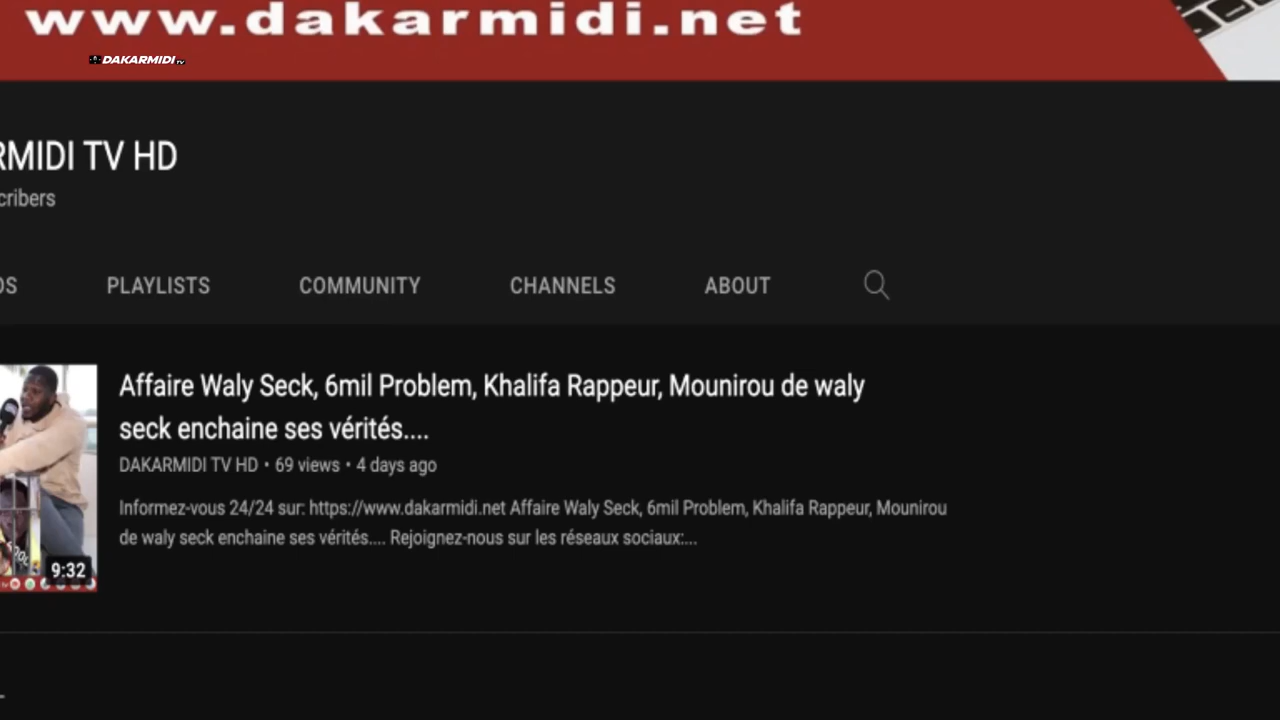 www.dakarmidi.net
DAKARMIDI TV
RMIDI TV HD
cribers
OS
PLAYLISTS
COMMUNITY
CHANNELS
ABOUT
Affaire Waly Seck, 6mil Problem, Khalifa Rappeur, Mounirou de waly
seck enchaine ses vérités....
DAKARMIDI TV HD • 69 views • 4 days ago
Informez-vous 24/24 sur: https://www.dakarmidi.net Affaire Waly Seck, 6mil Problem, Khalifa Rappeur, Mounirou
de waly seck enchaine ses vérités.... Rejoignez-nous sur les réseaux sociaux:...
9:32